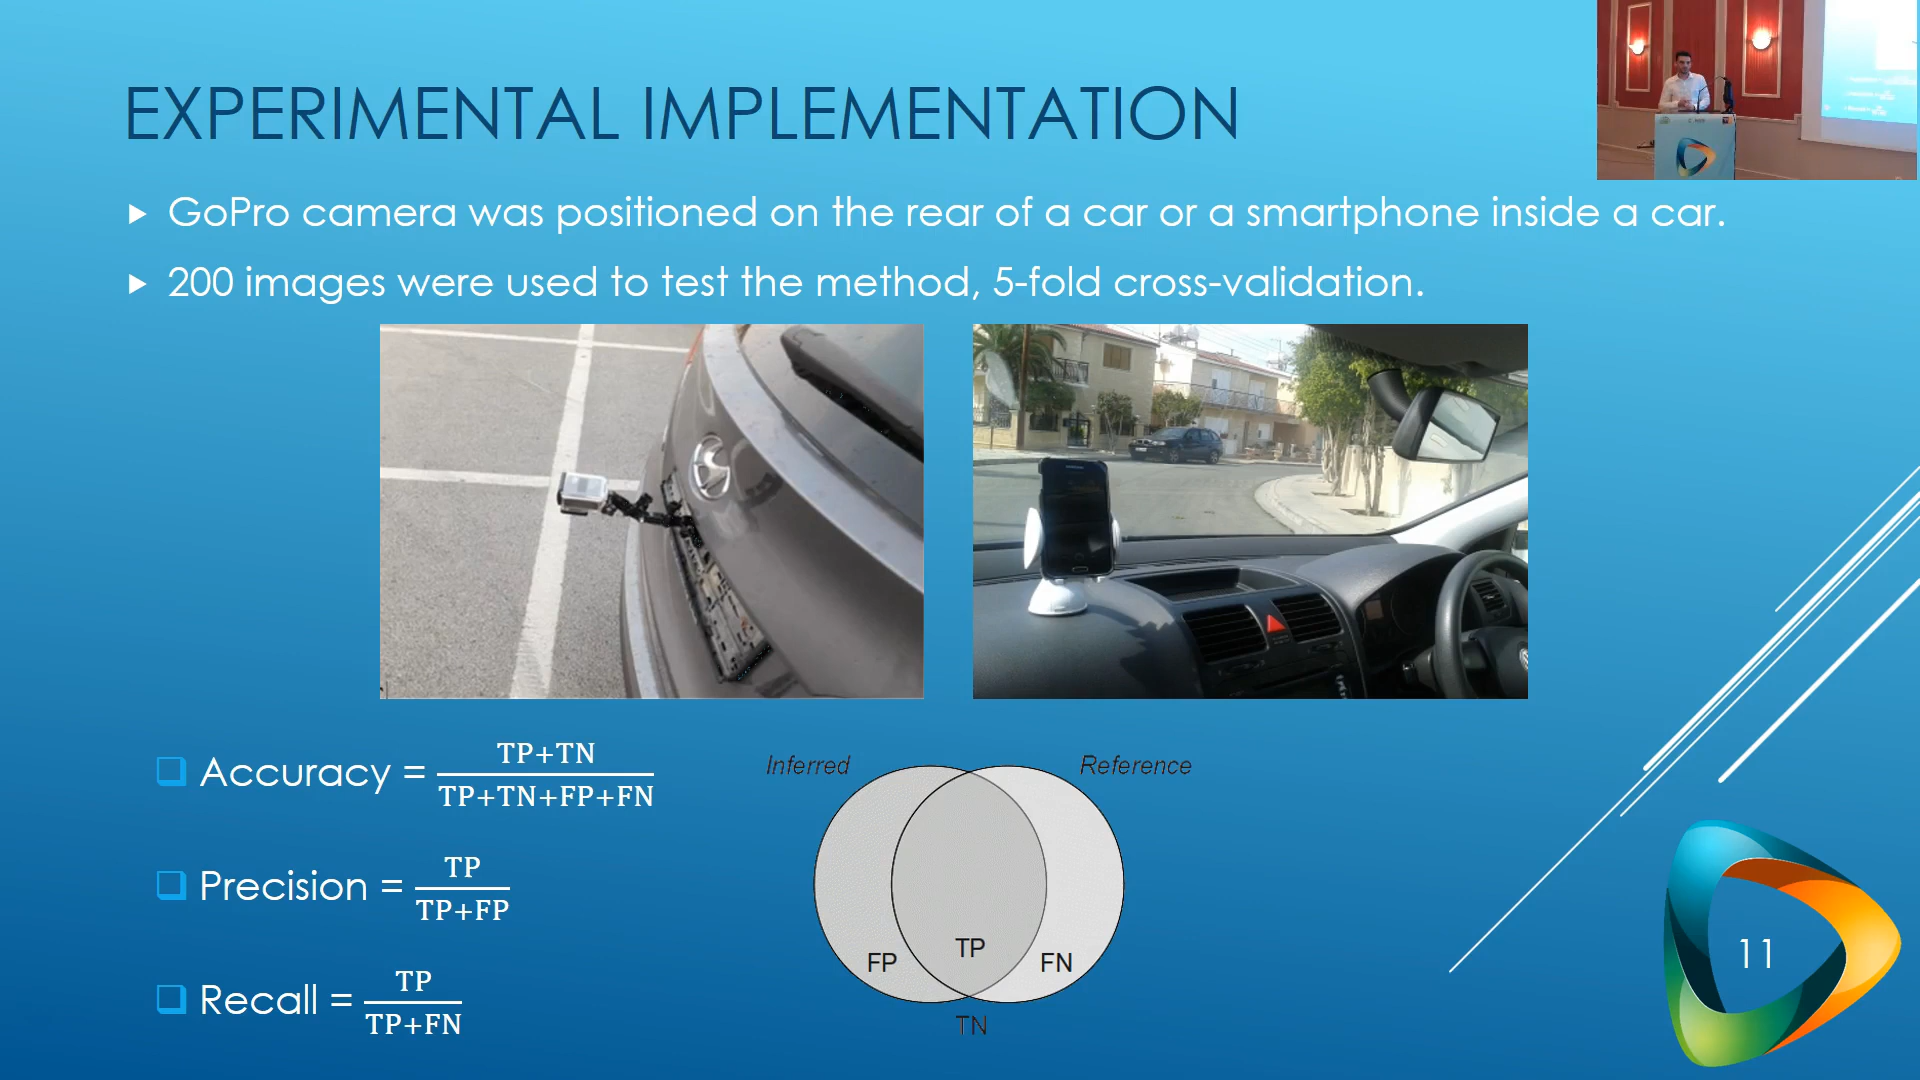 EXPERIMENTAL IMPLEMENTATION
GoPro camera was positioned on the rear of a car or a smartphone inside a car.
200 images were used to test the method, 5-fold cross-validation.
Accuracy = TP+TN / TP+TN+FP+FN
Precision = TP / TP+FP
Recall = TP / TP+FN
Inferred
Reference
FP
TP
FN
TN
11